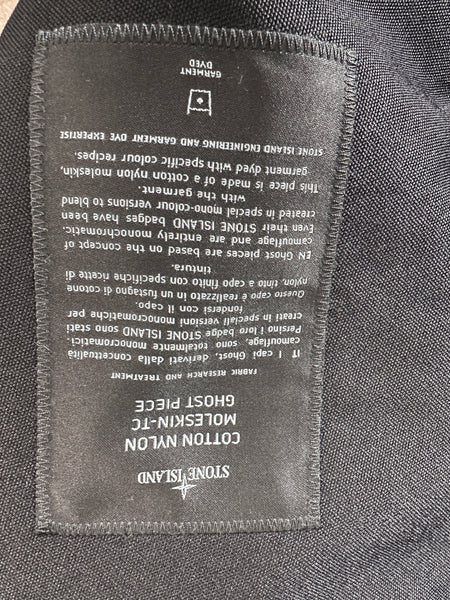 STONE ISLAND
COTTON NYLON
MOLESKIN-TC
GHOST PIECE
FABRIC RESEARCH AND TREATMENT
IT I capi Ghost, derivati dalla concettualità
camouflage, sono totalmente monocromatici.
Persino i loro badge STONE ISLAND sono stati
creati in speciali versioni monocromatiche per
fondersi con il capo.
Questo capo è realizzato in un fustagno di cotone
nylon, tinto a capo finito con specifiche ricette di
tintura.
EN Ghost pieces are based on the concept of
camouflage and are entirely monochromatic.
Even their STONE ISLAND badges have been
created in special mono-colour versions to blend
with the garment.
This piece is made of a cotton nylon moleskin,
garment dyed with specific colour recipes.
STONE ISLAND ENGINEERING AND GARMENT DYE EXPERTISE
GARMENT
DYED